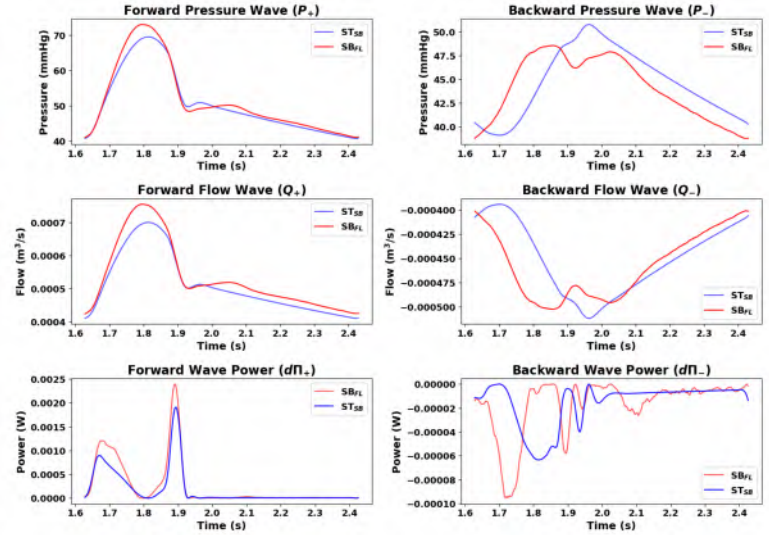 Forward Pressure Wave (P₊)
Pressure (mmHg)
70
60
50
40
ST_SB
SB_FL
1.6 1.7 1.8 1.9 2.0 2.1 2.2 2.3 2.4
Time (s)
Backward Pressure Wave (P₋)
Pressure (mmHg)
50.0
47.5
45.0
42.5
40.0
ST_SB
SB_FL
1.6 1.7 1.8 1.9 2.0 2.1 2.2 2.3 2.4
Time (s)
Forward Flow Wave (Q₊)
Flow (m³/s)
0.0007
0.0006
0.0005
0.0004
ST_SB
SB_FL
1.6 1.7 1.8 1.9 2.0 2.1 2.2 2.3 2.4
Time (s)
Backward Flow Wave (Q₋)
Flow (m³/s)
−0.000400
−0.000425
−0.000450
−0.000475
−0.000500
ST_SB
SB_FL
1.6 1.7 1.8 1.9 2.0 2.1 2.2 2.3 2.4
Time (s)
Forward Wave Power (dΠ₊)
Power (W)
0.0025
0.0020
0.0015
0.0010
0.0005
0.0000
SB_FL
ST_SB
1.6 1.7 1.8 1.9 2.0 2.1 2.2 2.3 2.4
Time (s)
Backward Wave Power (dΠ₋)
Power (W)
0.00000
−0.00002
−0.00004
−0.00006
−0.00008
−0.00010
SB_FL
ST_SB
1.6 1.7 1.8 1.9 2.0 2.1 2.2 2.3 2.4
Time (s)